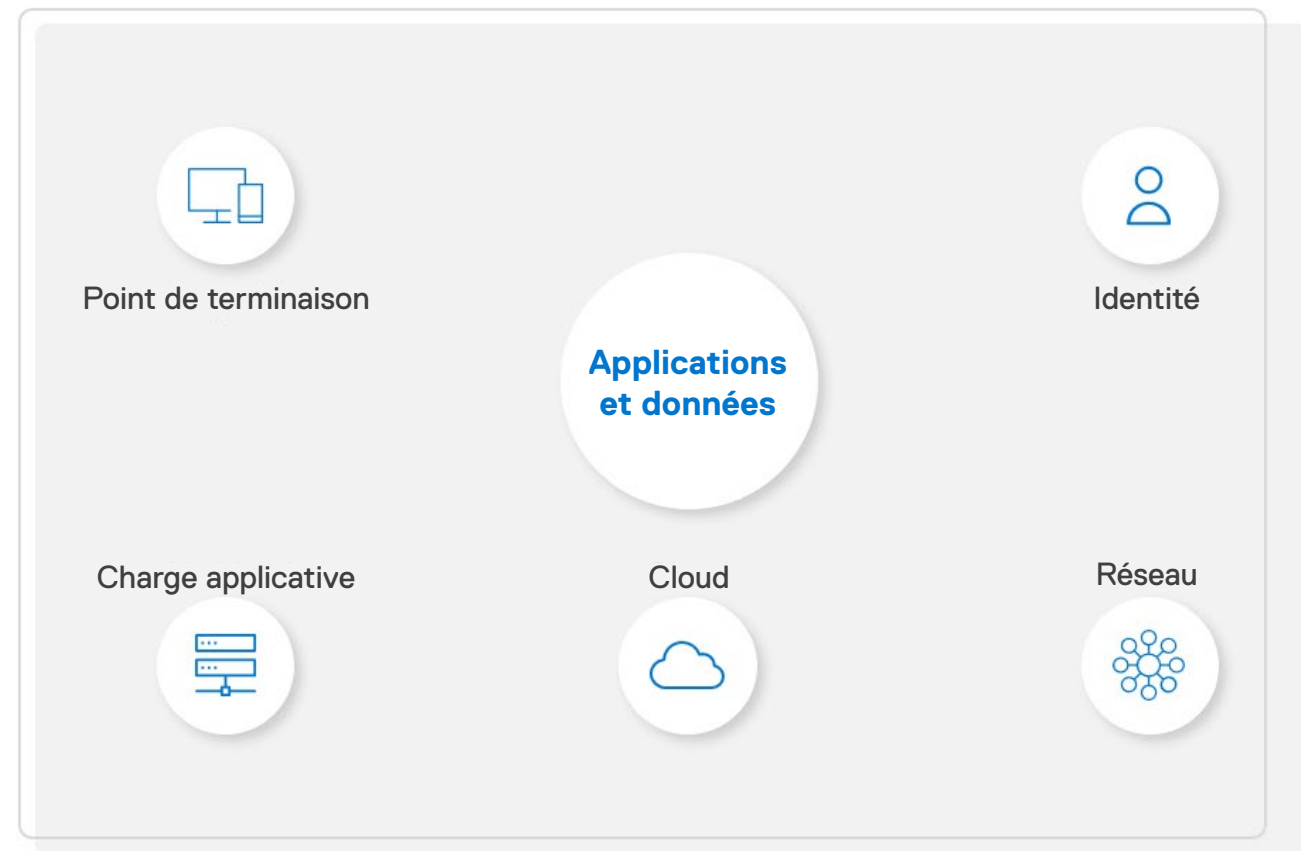 Point de terminaison
Identité
Applications
et données
Charge applicative
Cloud
Réseau